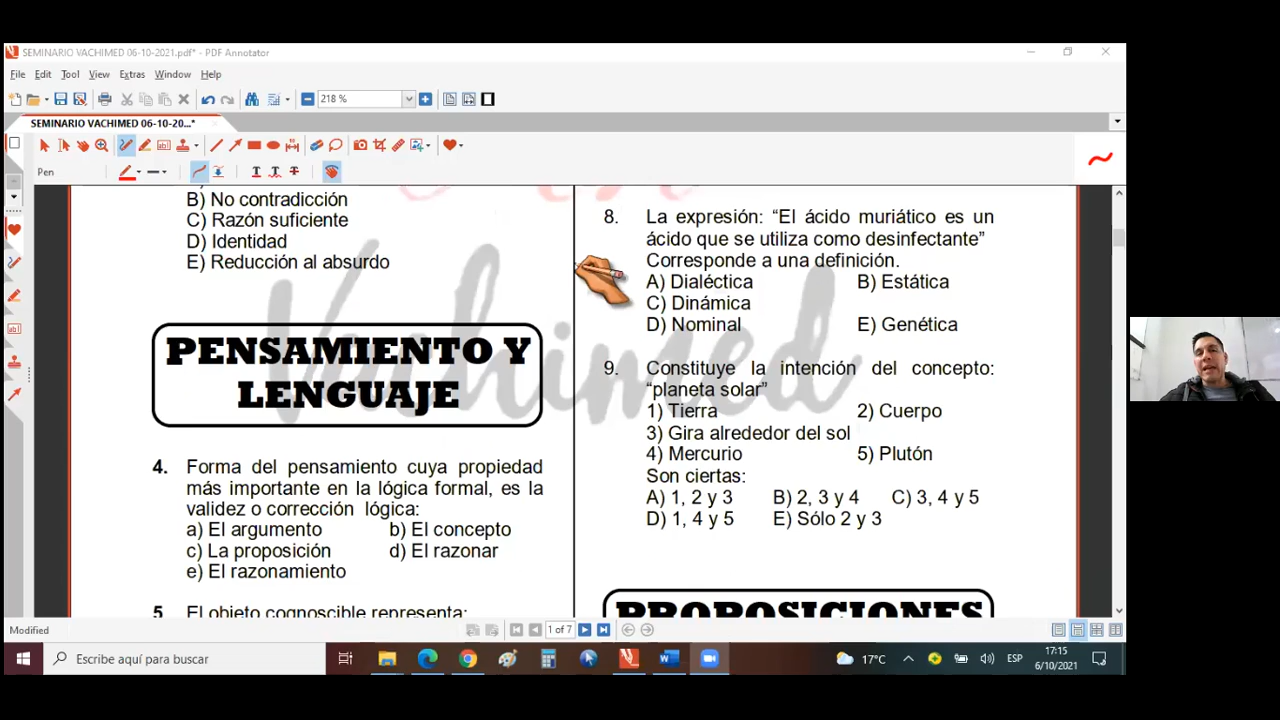 SEMINARIO VACHIMED 06-10-2021.pdf* - PDF Annotator
File Edit Tool View Extras Window Help
218 %
SEMINARIO VACHIMED 06-10-20...*
Pen
B) No contradicción
C) Razón suficiente
D) Identidad
E) Reducción al absurdo
PENSAMIENTO Y
LENGUAJE
4. Forma del pensamiento cuya propiedad
más importante en la lógica formal, es la
validez o corrección lógica:
a) El argumento b) El concepto
c) La proposición d) El razonar
e) El razonamiento
5 El objeto cognoscible representa:
8. La expresión: “El ácido muriático es un
ácido que se utiliza como desinfectante”
Corresponde a una definición.
A) Dialéctica B) Estática
C) Dinámica
D) Nominal E) Genética
9. Constituye la intención del concepto:
“planeta solar”
1) Tierra 2) Cuerpo
3) Gira alrededor del sol
4) Mercurio 5) Plutón
Son ciertas:
A) 1, 2 y 3 B) 2, 3 y 4 C) 3, 4 y 5
D) 1, 4 y 5 E) Sólo 2 y 3
PROPOSICIONES
Vachimed
Modified
1 of 7
Escribe aquí para buscar
17°C
ESP
17:15
6/10/2021